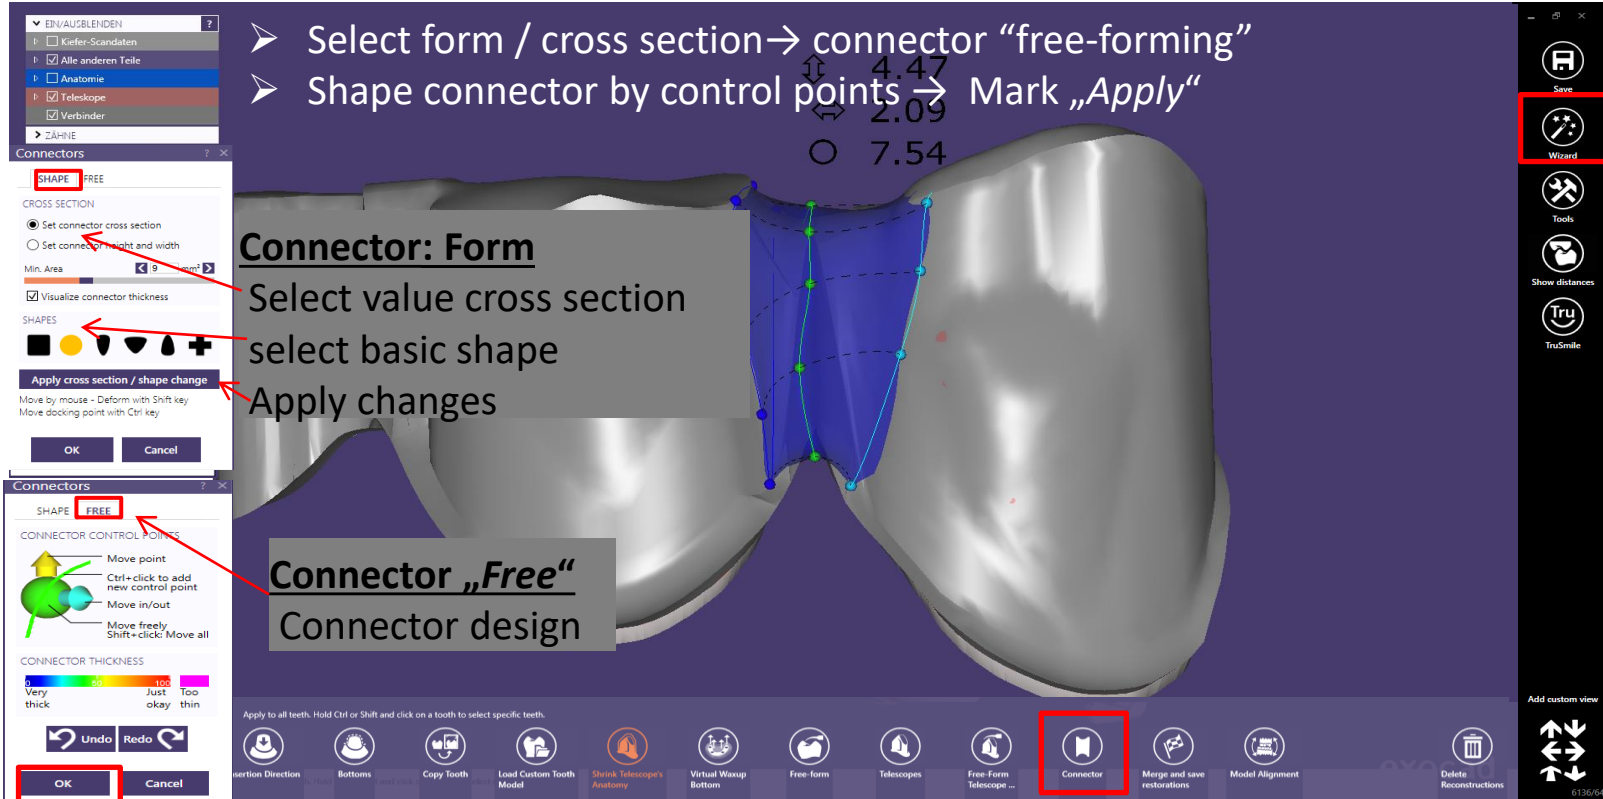 ➢ Select form / cross section→ connector “free-forming”
➢ Shape connector by control points → Mark „Apply“
EIN/AUSBLENDEN ?
Kiefer-Scandaten
Alle anderen Teile
Anatomie
Teleskope
Verbinder
ZÄHNE
4.47
2.09
7.54
Connectors ? ×
SHAPE FREE
CROSS SECTION
Set connector cross section
Set connector height and width
Min. Area 9 mm²
Visualize connector thickness
SHAPES
Apply cross section / shape change
Move by mouse - Deform with Shift key
Move docking point with Ctrl key
OK Cancel
Connector: Form
Select value cross section
select basic shape
Apply changes
Connectors ? ×
SHAPE FREE
CONNECTOR CONTROL POINTS
Move point
Ctrl+click to add
new control point
Move in/out
Move freely
Shift+click: Move all
CONNECTOR THICKNESS
0 100
Very thick
Just okay
Too thin
Undo Redo
OK Cancel
Connector „Free“
Connector design
Save
Wizard
Tools
Show distances
Tru
TruSmile
Add custom view
Apply to all teeth. Hold Ctrl or Shift and click on a tooth to select specific teeth.
nsertion Direction
Bottoms
Copy Tooth
Load Custom Tooth
Model
Shrink Telescope's
Anatomy
Virtual Waxup
Bottom
Free-form
Telescopes
Free-Form
Telescope ...
Connector
Merge and save
restorations
Model Alignment
Delete
Reconstructions
6136/64